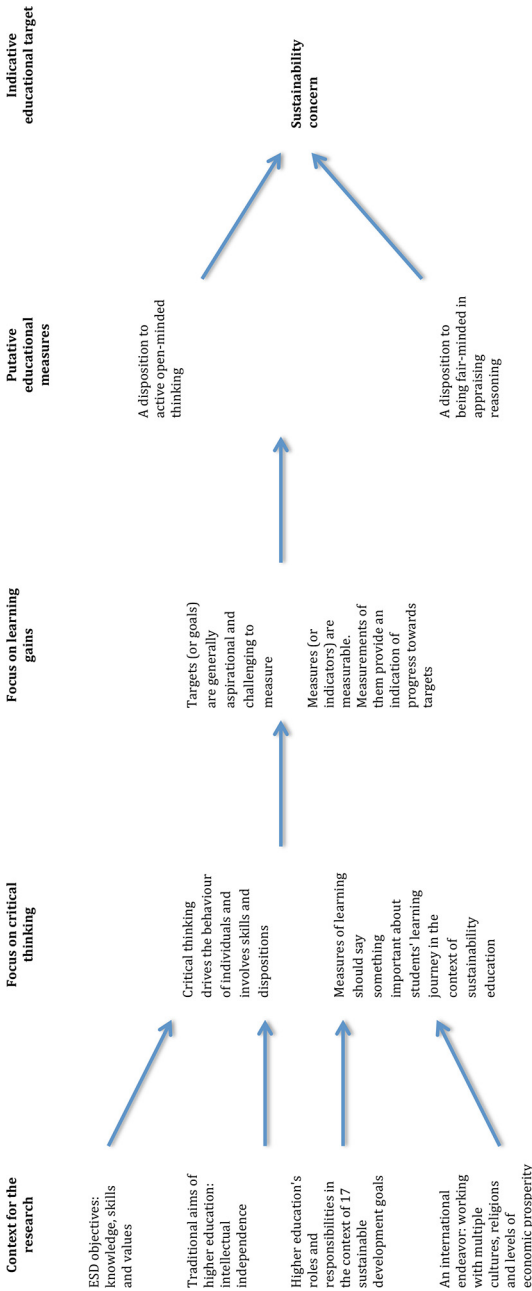 Context for the
research
ESD objectives:
knowledge, skills
and values
Traditional aims of
higher education:
intellectual
independence
Higher education's
roles and
responsibilities in
the context of 17
sustainable
development goals
An international
endeavor: working
with multiple
cultures, religions
and levels of
economic prosperity
Focus on critical
thinking
Critical thinking
drives the behaviour
of individuals and
involves skills and
dispositions
Measures of learning
should say
something
important about
students' learning
journey in the
context of
sustainability
education
Focus on learning
gains
Targets (or goals)
are generally
aspirational and
challenging to
measure
Measures (or
indicators) are
measurable.
Measurements of
them provide an
indication of
progress towards
targets
Putative
educational
measures
A disposition to
active open-minded
thinking
A disposition to
being fair-minded in
appraising
reasoning
Indicative
educational target
Sustainability
concern